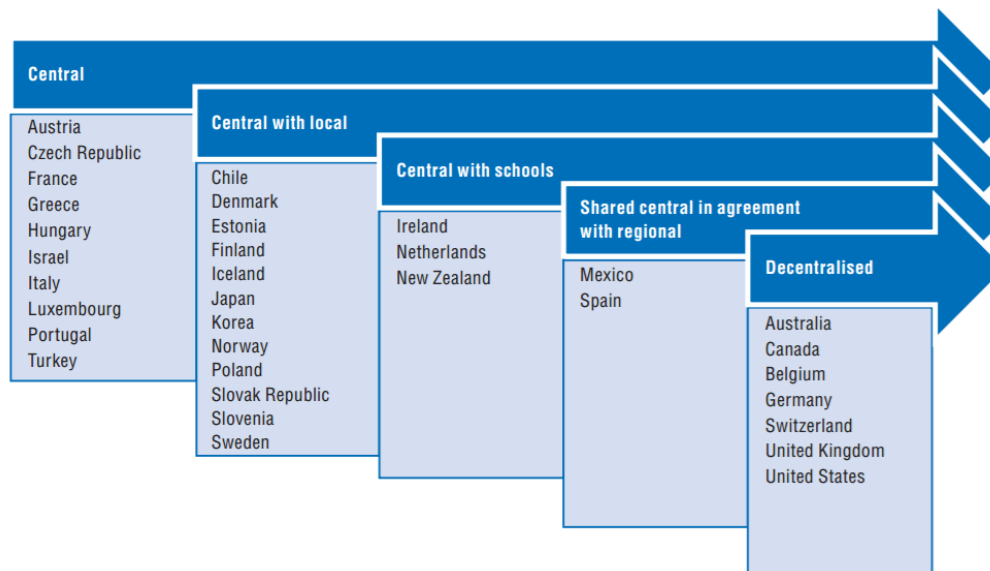 Central
Austria
Czech Republic
France
Greece
Hungary
Israel
Italy
Luxembourg
Portugal
Turkey
Central with local
Chile
Denmark
Estonia
Finland
Iceland
Japan
Korea
Norway
Poland
Slovak Republic
Slovenia
Sweden
Central with schools
Ireland
Netherlands
New Zealand
Shared central in agreement
with regional
Mexico
Spain
Decentralised
Australia
Canada
Belgium
Germany
Switzerland
United Kingdom
United States